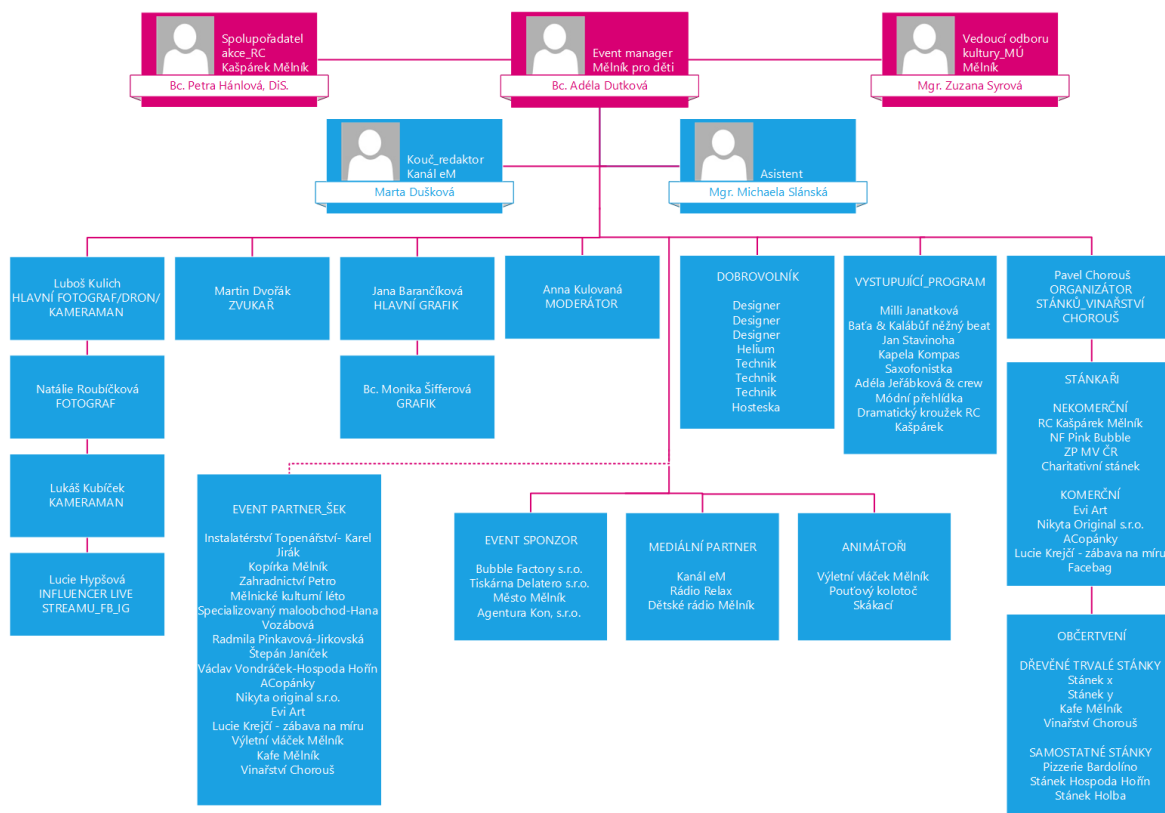 Spolupořadatel
akce_RC
Kašpárek Mělník
Bc. Petra Hánlová, DiS.
Event manager
Mělník pro děti
Bc. Adéla Dutková
Vedoucí odboru
kultury_MÚ
Mělník
Mgr. Zuzana Syrová
Kouč_redaktor
Kanál eM
Marta Dušková
Asistent
Mgr. Michaela Slánská
Luboš Kulich
HLAVNÍ FOTOGRAF/DRON/
KAMERAMAN
Martin Dvořák
ZVUKAŘ
Jana Barančíková
HLAVNÍ GRAFIK
Anna Kulovaná
MODERÁTOR
DOBROVOLNÍK
Designer
Designer
Designer
Helium
Technik
Technik
Technik
Hosteska
VYSTUPUJÍCÍ_PROGRAM
Milli Janatková
Baťa & Kalábůf něžný beat
Jan Stavinoha
Kapela Kompas
Saxofonistka
Adéla Jeřábková & crew
Módní přehlídka
Dramatický kroužek RC
Kašpárek
Pavel Chorouš
ORGANIZÁTOR
STÁNKŮ_VINAŘSTVÍ
CHOROUŠ
Natálie Roubíčková
FOTOGRAF
Bc. Monika Šifferová
GRAFIK
STÁNKAŘI
NEKOMERČNÍ
RC Kašpárek Mělník
NF Pink Bubble
ZP MV ČR
Charitativní stánek
KOMERČNÍ
Evi Art
Nikyta Original s.r.o.
ACopánky
Lucie Krejčí - zábava na míru
Facebag
Lukáš Kubíček
KAMERAMAN
Lucie Hypšová
INFLUENCER LIVE
STREAMU_FB_IG
EVENT PARTNER_ŠEK
Instalatérství Topenářství- Karel
Jirák
Kopírka Mělník
Zahradnictví Petro
Mělnické kulturní léto
Specializovaný maloobchod-Hana
Vozábová
Radmila Pinkavová-Jirkovská
Štěpán Janíček
Václav Vondráček-Hospoda Hořín
ACopánky
Nikyta original s.r.o.
Evi Art
Lucie Krejčí - zábava na míru
Výletní vláček Mělník
Kafe Mělník
Vinařství Chorouš
EVENT SPONZOR
Bubble Factory s.r.o.
Tiskárna Delatero s.r.o.
Město Mělník
Agentura Kon, s.r.o.
MEDIÁLNÍ PARTNER
Kanál eM
Rádio Relax
Dětské rádio Mělník
ANIMÁTOŘI
Výletní vláček Mělník
Pouťový kolotoč
Skákací
OBČERTVENÍ
DŘEVĚNÉ TRVALÉ STÁNKY
Stánek x
Stánek y
Kafe Mělník
Vinařství Chorouš
SAMOSTATNÉ STÁNKY
Pizzerie Bardolíno
Stánek Hospoda Hořín
Stánek Holba